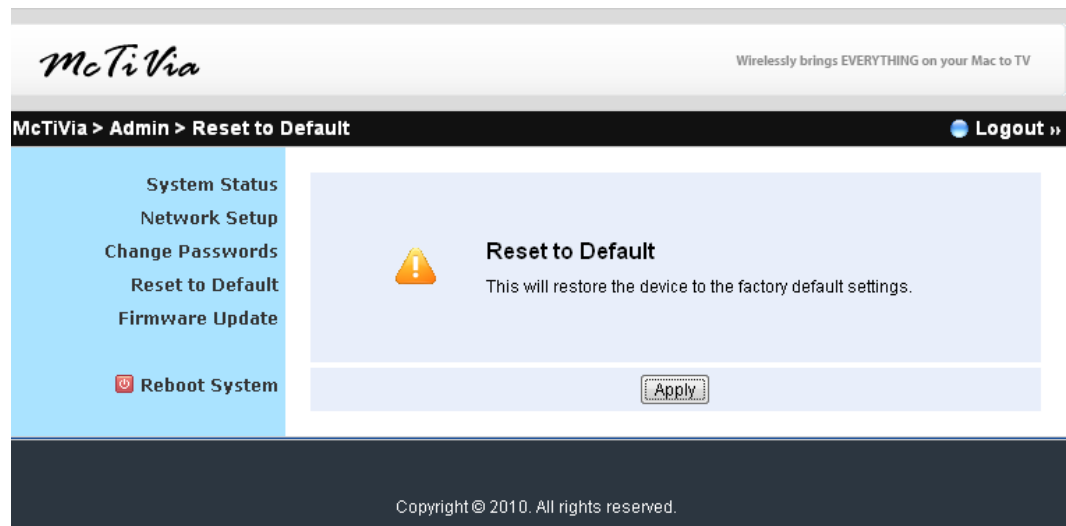 McTiVia
Wirelessly brings EVERYTHING on your Mac to TV
McTiVia > Admin > Reset to Default
Logout »
System Status
Network Setup
Change Passwords
Reset to Default
Firmware Update
Reboot System
Reset to Default
This will restore the device to the factory default settings.
Apply
Copyright © 2010. All rights reserved.